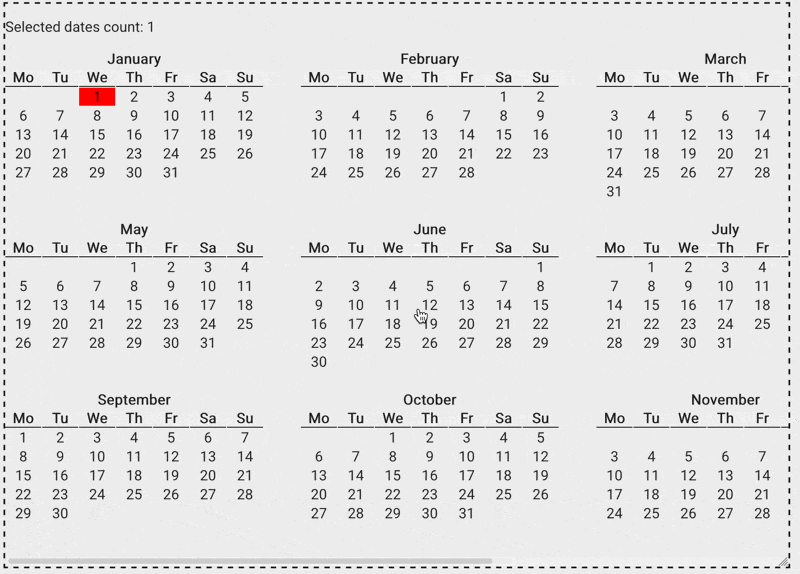 Selected dates count: 1
January February March
Mo Tu We Th Fr Sa Su Mo Tu We Th Fr Sa Su Mo Tu We Th Fr
1 2 3 4 5 1 2
6 7 8 9 10 11 12 3 4 5 6 7 8 9 3 4 5 6 7
13 14 15 16 17 18 19 10 11 12 13 14 15 16 10 11 12 13 14
20 21 22 23 24 25 26 17 18 19 20 21 22 23 17 18 19 20 21
27 28 29 30 31 24 25 26 27 28 24 25 26 27 28
31
May June July
Mo Tu We Th Fr Sa Su Mo Tu We Th Fr Sa Su Mo Tu We Th Fr
1 2 3 4 1 1 2 3 4
5 6 7 8 9 10 11 2 3 4 5 6 7 8 7 8 9 10 11
12 13 14 15 16 17 18 9 10 11 12 13 14 15 14 15 16 17 18
19 20 21 22 23 24 25 16 17 18 19 20 21 22 21 22 23 24 25
26 27 28 29 30 31 23 24 25 26 27 28 29 28 29 30 31
30
September October November
Mo Tu We Th Fr Sa Su Mo Tu We Th Fr Sa Su Mo Tu We Th Fr
1 2 3 4 5 6 7 1 2 3 4 5
8 9 10 11 12 13 14 6 7 8 9 10 11 12 3 4 5 6 7
15 16 17 18 19 20 21 13 14 15 16 17 18 19 10 11 12 13 14
22 23 24 25 26 27 28 20 21 22 23 24 25 26 17 18 19 20 21
29 30 27 28 29 30 31 24 25 26 27 28